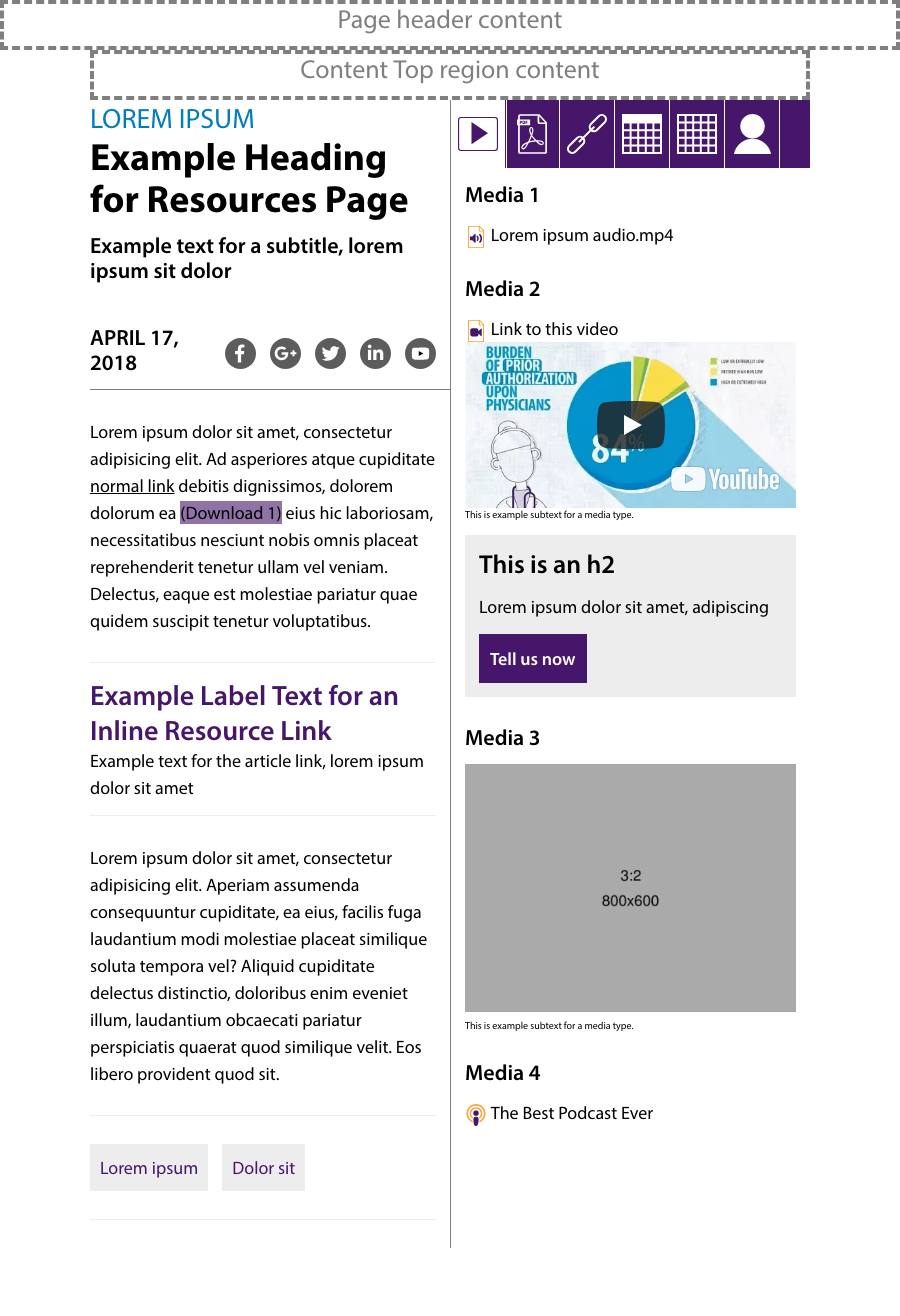 Page header content
Content Top region content
LOREM IPSUM
Example Heading
for Resources Page
Example text for a subtitle, lorem
ipsum sit dolor
APRIL 17,
2018
Lorem ipsum dolor sit amet, consectetur
adipisicing elit. Ad asperiores atque cupiditate
normal link debitis dignissimos, dolorem
dolorum ea (Download 1) eius hic laboriosam,
necessitatibus nesciunt nobis omnis placeat
reprehenderit tenetur ullam vel veniam.
Delectus, eaque est molestiae pariatur quae
quidem suscipit tenetur voluptatibus.
Example Label Text for an
Inline Resource Link
Example text for the article link, lorem ipsum
dolor sit amet
Lorem ipsum dolor sit amet, consectetur
adipisicing elit. Aperiam assumenda
consequuntur cupiditate, ea eius, facilis fuga
laudantium modi molestiae placeat similique
soluta tempora vel? Aliquid cupiditate
delectus distinctio, doloribus enim eveniet
illum, laudantium obcaecati pariatur
perspiciatis quaerat quod similique velit. Eos
libero provident quod sit.
Lorem ipsum
Dolor sit
PDF
Media 1
Lorem ipsum audio.mp4
Media 2
Link to this video
BURDEN
OF PRIOR
AUTHORIZATION
UPON
PHYSICIANS
LOW OR EXTREMELY LOW
HIGH OR EXTREMELY HIGH
84%
YouTube
This is example subtext for a media type.
This is an h2
Lorem ipsum dolor sit amet, adipiscing
Tell us now
Media 3
3:2
800x600
This is example subtext for a media type.
Media 4
The Best Podcast Ever